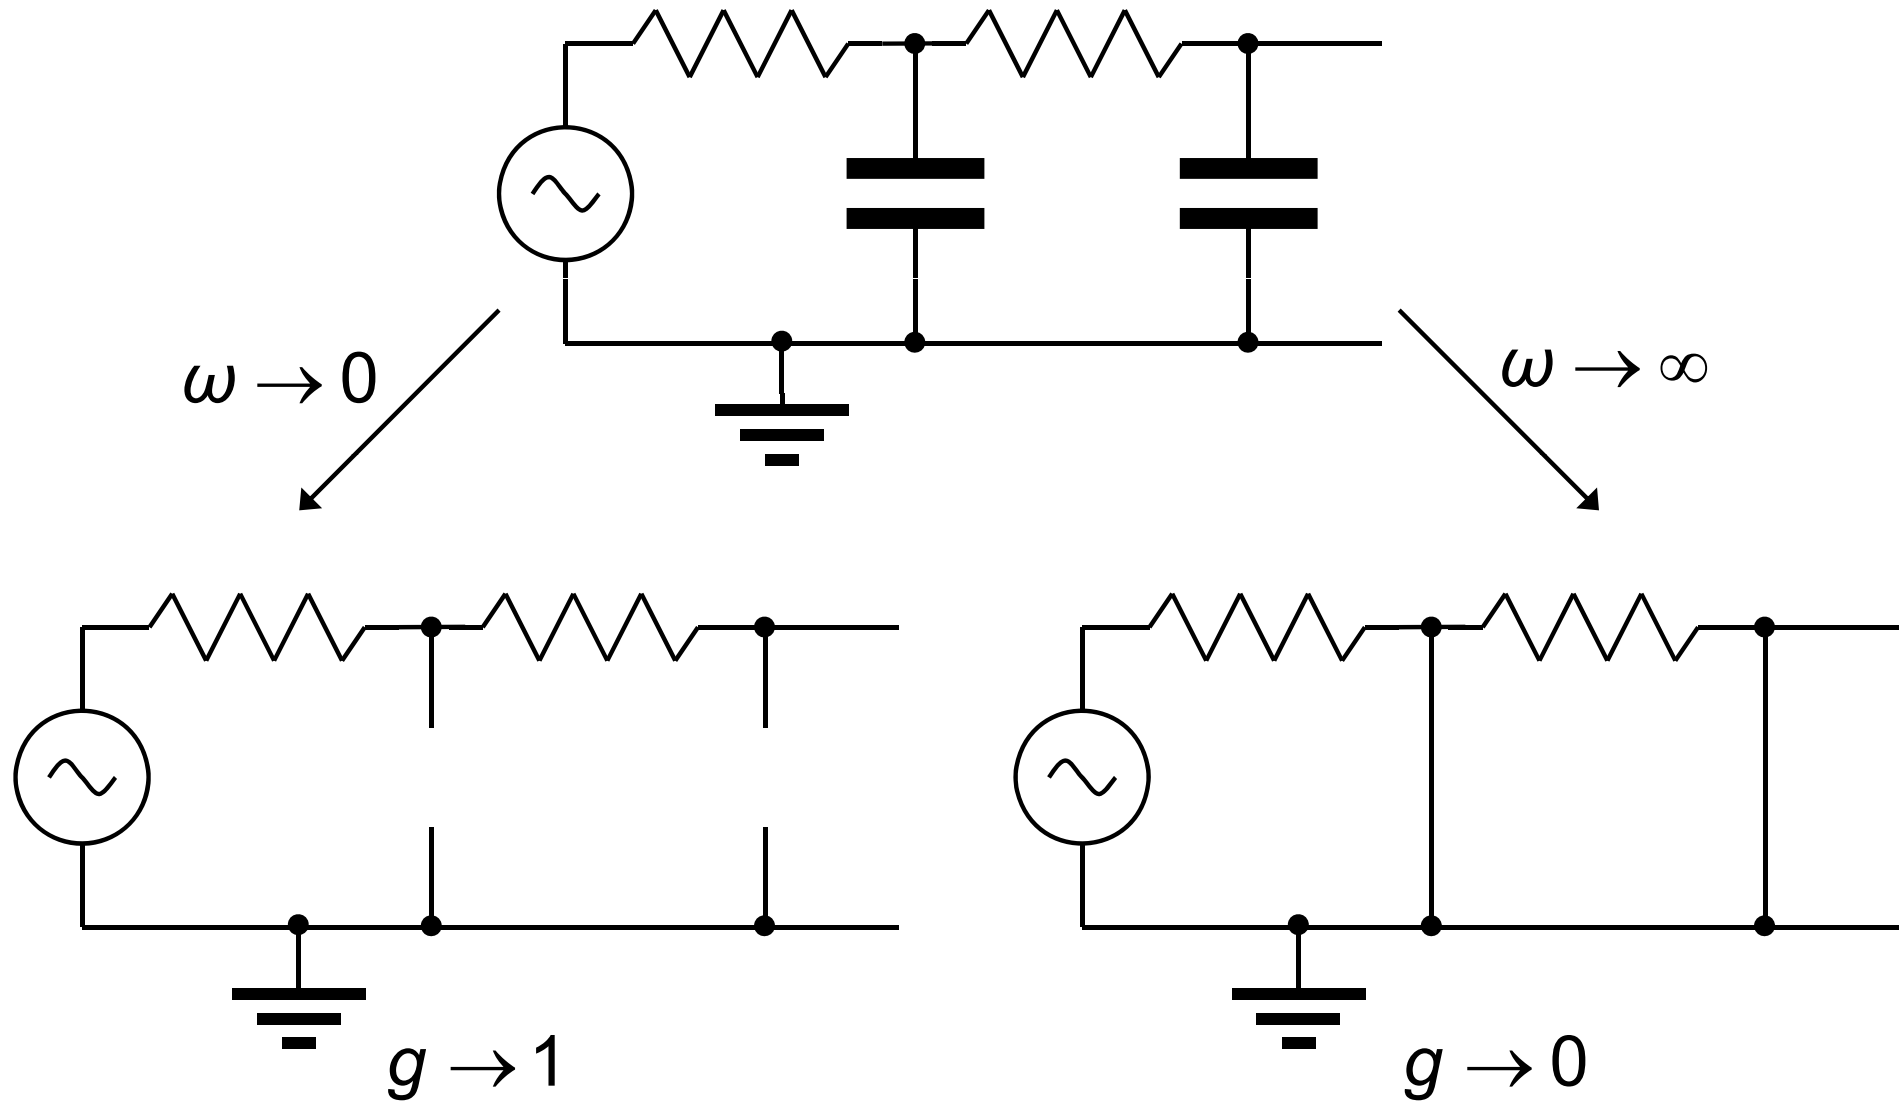 ω → 0
ω → ∞
g → 1
g → 0